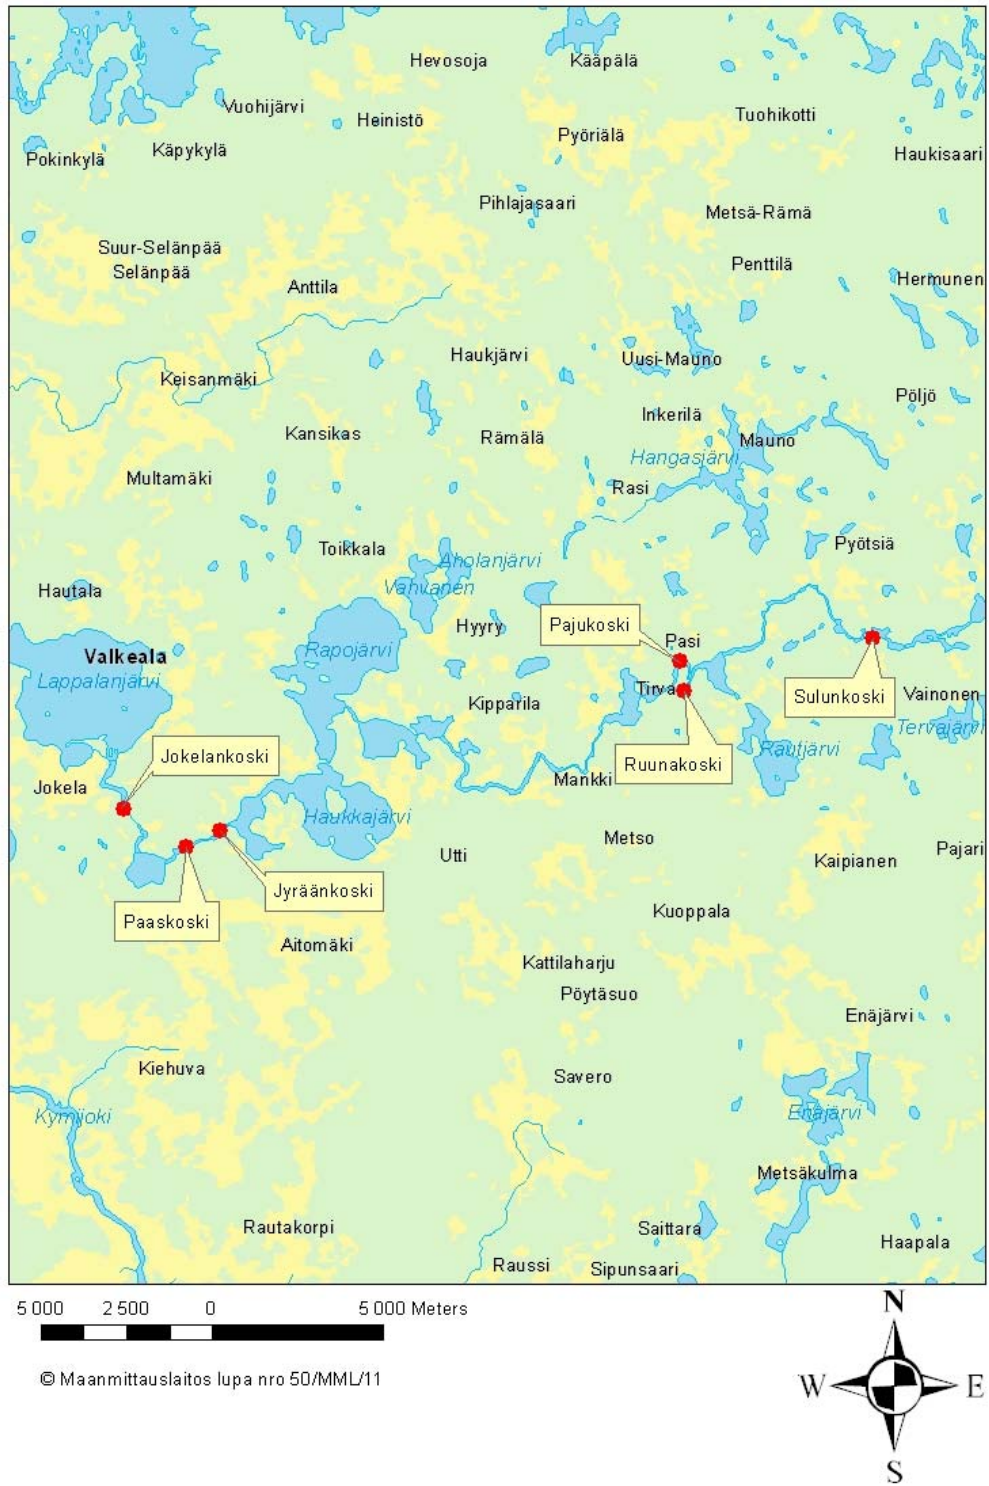 Hevosoja
Kääpälä
Vuohijärvi
Heinistö
Tuohikotti
Pyöriälä
Pokinkylä
Käpykylä
Haukisaari
Pihlajasaari
Metsä-Rämä
Suur-Selänpää
Selänpää
Penttilä
Anttila
Hermunen
Haukjärvi
Uusi-Mauno
Keisanmäki
Pöljö
Inkerilä
Kansikas
Rämälä
Mauno
Hangasjärvi
Multamäki
Rasi
Toikkala
Pyötsiä
Aholanjärvi
Vahvanen
Hautala
Hyyry
Pajukoski
Pasi
Valkeala
Rapojärvi
Lappalanjärvi
Tirva
Sulunkoski
Vainonen
Kipparila
Tervajärvi
Rautjärvi
Jokelankoski
Ruunakoski
Jokela
Mankki
Haukkajärvi
Metso
Utti
Pajari
Kaipianen
Jyräänkoski
Paaskoski
Kuoppala
Aitomäki
Kattilaharju
Pöytäsuo
Enäjärvi
Kiehuva
Savero
Kymijoki
Enäjärvi
Metsäkulma
Rautakorpi
Saittara
Haapala
Raussi
Sipunsaari
5 000 2 500 0 5 000 Meters
© Maanmittauslaitos lupa nro 50/MML/11
N
W E
S